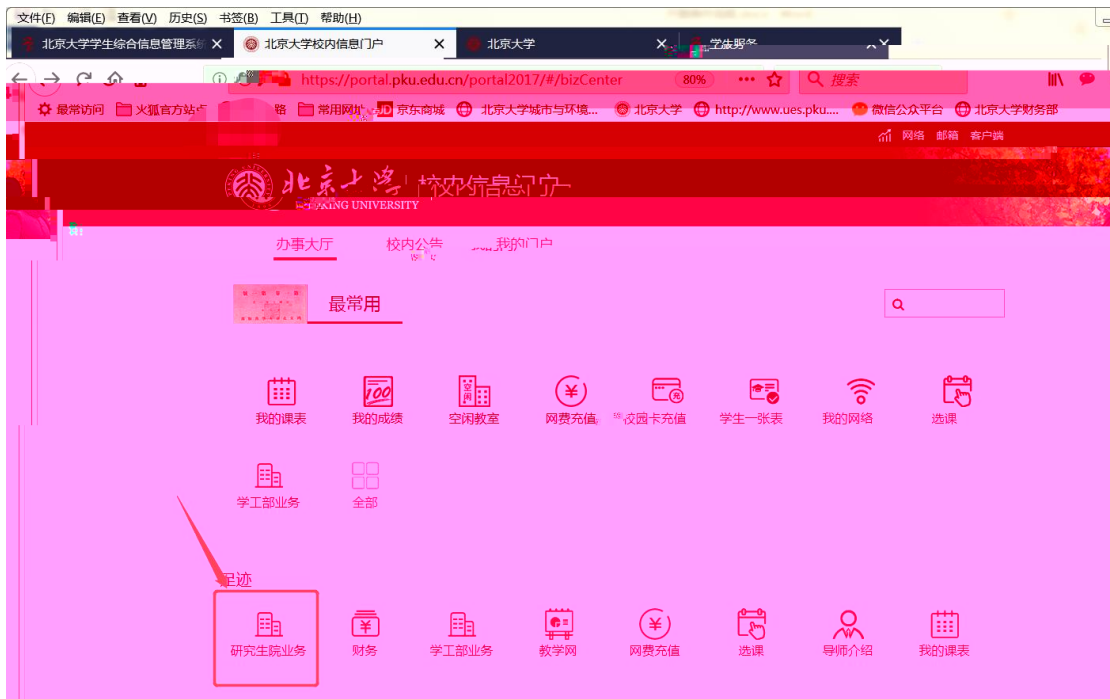 文件(F) 编辑(E) 查看(V) 历史(S) 书签(B) 工具(T) 帮助(H)
北京大学学生综合信息管理系统 × 北京大学校内信息门户 × 北京大学 ×
https://portal.pku.edu.cn/portal2017/#/bizCenter 80% ••• 搜索
最常访问 火狐官方站点 常用网址 JD 京东商城 北京大学城市与环境... 北京大学 http://www.ues.pku.... 微信公众平台 北京大学财务部
网络 邮箱 客户端
北京大学 校内信息门户
PEKING UNIVERSITY
办事大厅 校内公告 我的门户
最常用
我的课表 我的成绩 空闲教室 网费充值 校园卡充值 学生一张表 我的网络 选课
学工部业务 全部
足迹
研究生院业务 财务 学工部业务 教学网 网费充值 选课 导师介绍 我的课表